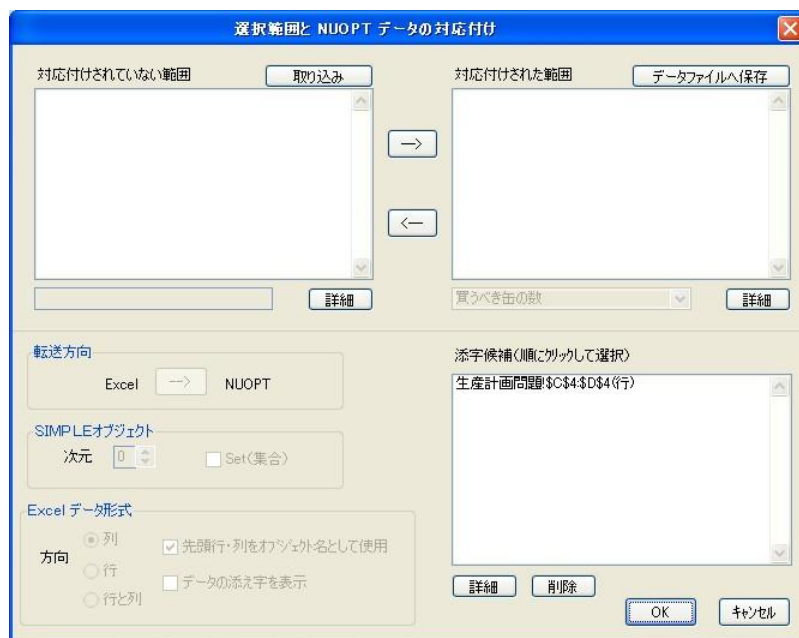 選択範囲と NUOPT データの対応付け
対応付けされていない範囲
取り込み
対応付けされた範囲
データファイルへ保存
-->
<--
詳細
買うべき缶の数
詳細
転送方向
Excel --> NUOPT
SIMPLEオブジェクト
次元 0 Set(集合)
Excel データ形式
方向
列
行
行と列
先頭行・列をオブジェクト名として使用
データの添え字を表示
添字候補(順にクリックして選択)
生産計画問題!$C$4:$D$4(行)
詳細
削除
OK
キャンセル